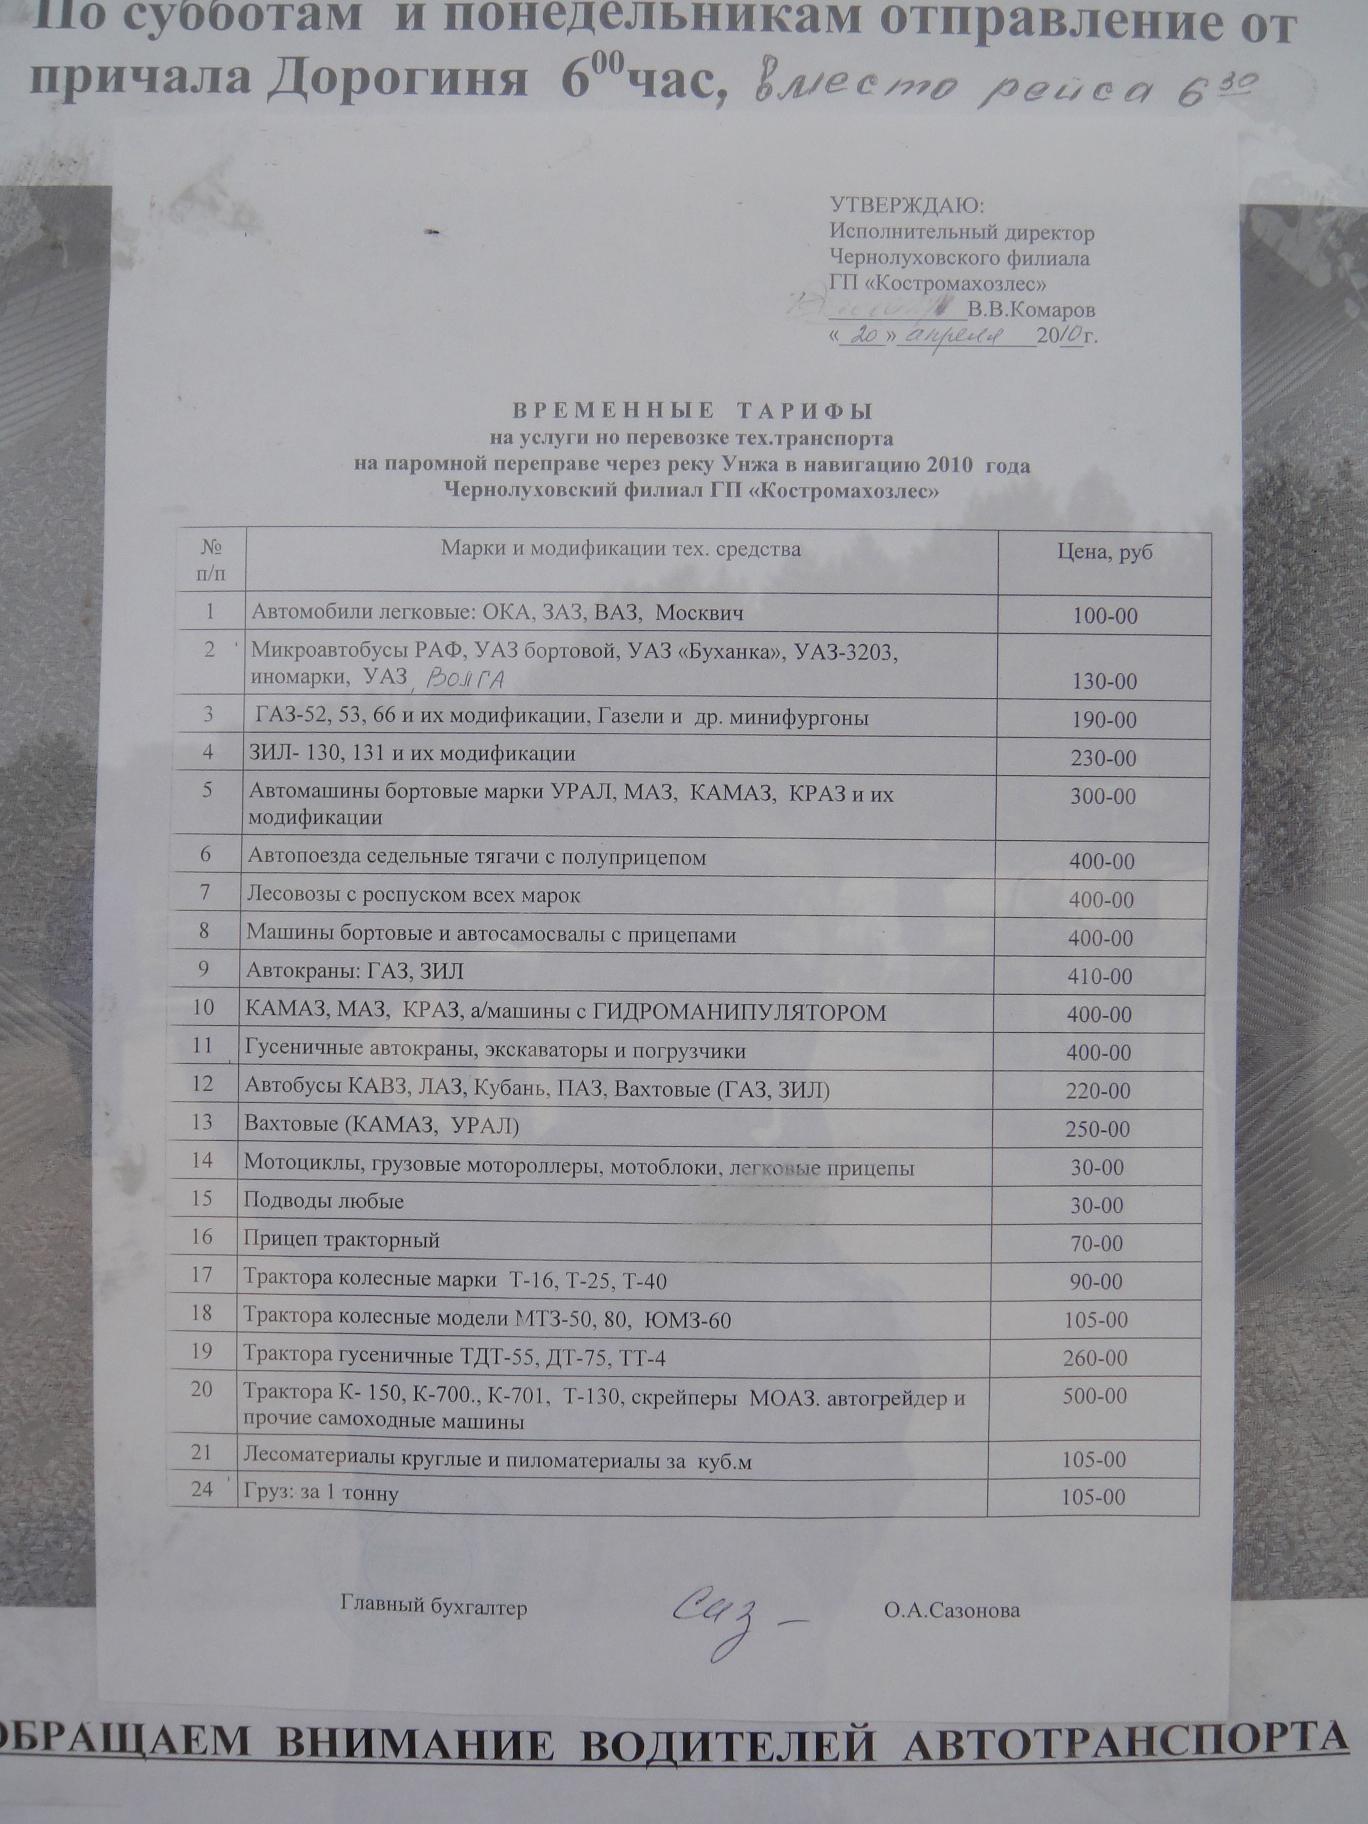 По субботам и понедельникам отправление от
причала Дорогиня 6⁰⁰час, вместо рейса 6³⁰
УТВЕРЖДАЮ:
Исполнительный директор
Чернолуховского филиала
ГП «Костромахозлес»
В.В.Комаров
«20» апреля 2010г.
ВРЕМЕННЫЕ ТАРИФЫ
на услуги но перевозке тех.транспорта
на паромной переправе через реку Унжа в навигацию 2010 года
Чернолуховский филиал ГП «Костромахозлес»
№ п/п Марки и модификации тех. средства Цена, руб
1 Автомобили легковые: ОКА, ЗАЗ, ВАЗ, Москвич 100-00
2 Микроавтобусы РАФ, УАЗ бортовой, УАЗ «Буханка», УАЗ-3203,
иномарки, УАЗ, ВОЛГА 130-00
3 ГАЗ-52, 53, 66 и их модификации, Газели и др. минифургоны 190-00
4 ЗИЛ- 130, 131 и их модификации 230-00
5 Автомашины бортовые марки УРАЛ, МАЗ, КАМАЗ, КРАЗ и их 300-00
модификации
6 Автопоезда седельные тягачи с полуприцепом 400-00
7 Лесовозы с роспуском всех марок 400-00
8 Машины бортовые и автосамосвалы с прицепами 400-00
9 Автокраны: ГАЗ, ЗИЛ 410-00
10 КАМАЗ, МАЗ, КРАЗ, а/машины с ГИДРОМАНИПУЛЯТОРОМ 400-00
11 Гусеничные автокраны, экскаваторы и погрузчики 400-00
12 Автобусы КАВЗ, ЛАЗ, Кубань, ПАЗ, Вахтовые (ГАЗ, ЗИЛ) 220-00
13 Вахтовые (КАМАЗ, УРАЛ) 250-00
14 Мотоциклы, грузовые мотороллеры, мотоблоки, легковые прицепы 30-00
15 Подводы любые 30-00
16 Прицеп тракторный 70-00
17 Трактора колесные марки Т-16, Т-25, Т-40 90-00
18 Трактора колесные модели МТЗ-50, 80, ЮМЗ-60 105-00
19 Трактора гусеничные ТДТ-55, ДТ-75, ТТ-4 260-00
20 Трактора К- 150, К-700., К-701, Т-130, скрейперы МОАЗ. автогрейдер и 500-00
прочие самоходные машины
21 Лесоматериалы круглые и пиломатериалы за куб.м 105-00
24 Груз: за 1 тонну 105-00
Главный бухгалтер Саз О.А.Сазонова
ОБРАЩАЕМ ВНИМАНИЕ ВОДИТЕЛЕЙ АВТОТРАНСПОРТА